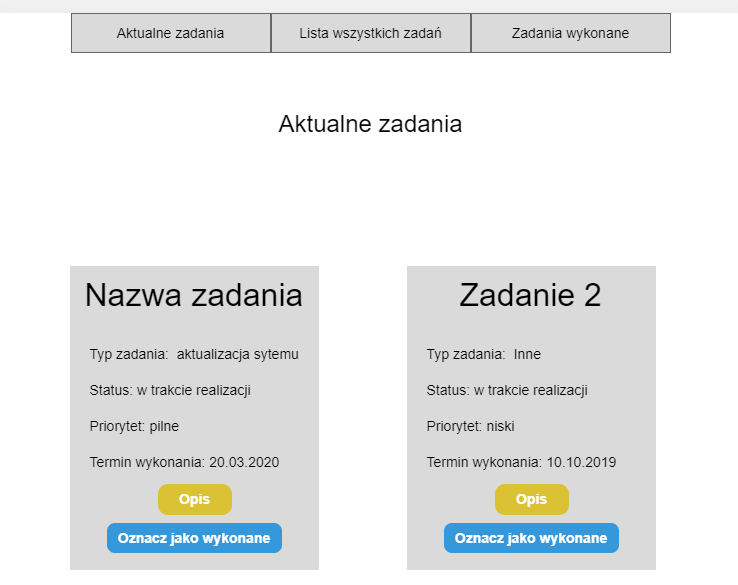 Aktualne zadania
Lista wszystkich zadań
Zadania wykonane
Aktualne zadania
Nazwa zadania
Typ zadania: aktualizacja sytemu
Status: w trakcie realizacji
Priorytet: pilne
Termin wykonania: 20.03.2020
Opis
Oznacz jako wykonane
Zadanie 2
Typ zadania: Inne
Status: w trakcie realizacji
Priorytet: niski
Termin wykonania: 10.10.2019
Opis
Oznacz jako wykonane